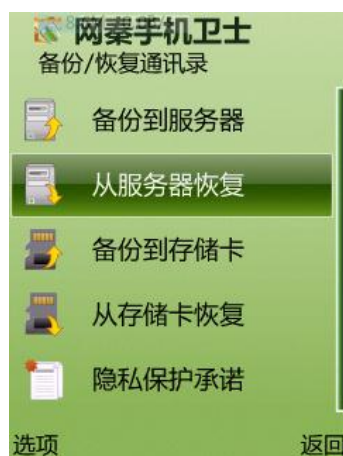 网秦手机卫士
备份/恢复通讯录
备份到服务器
从服务器恢复
备份到存储卡
从存储卡恢复
隐私保护承诺
选项 返回